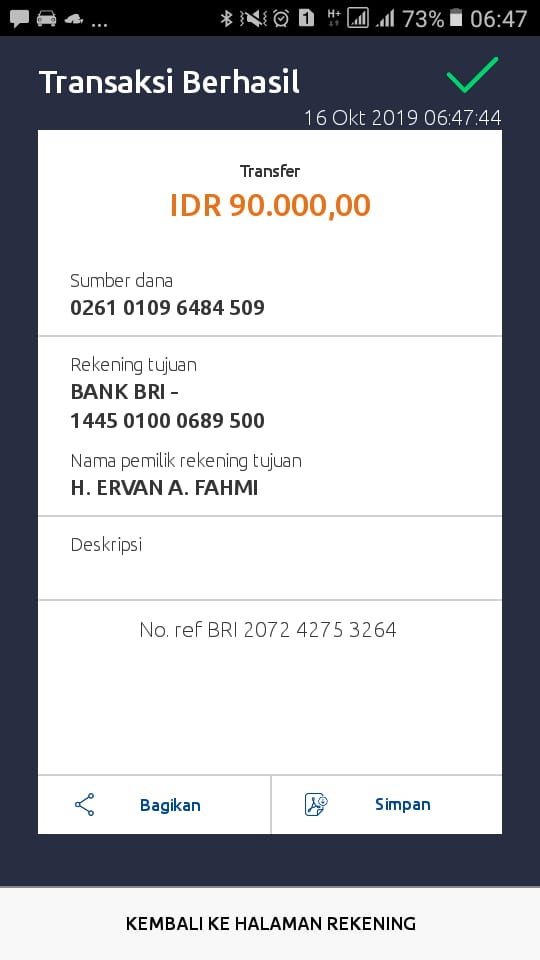 ... 1 H+ 73% 06:47
Transaksi Berhasil
16 Okt 2019 06:47:44
Transfer
IDR 90.000,00
Sumber dana
0261 0109 6484 509
Rekening tujuan
BANK BRI -
1445 0100 0689 500
Nama pemilik rekening tujuan
H. ERVAN A. FAHMI
Deskripsi
No. ref BRI 2072 4275 3264
Bagikan
Simpan
KEMBALI KE HALAMAN REKENING